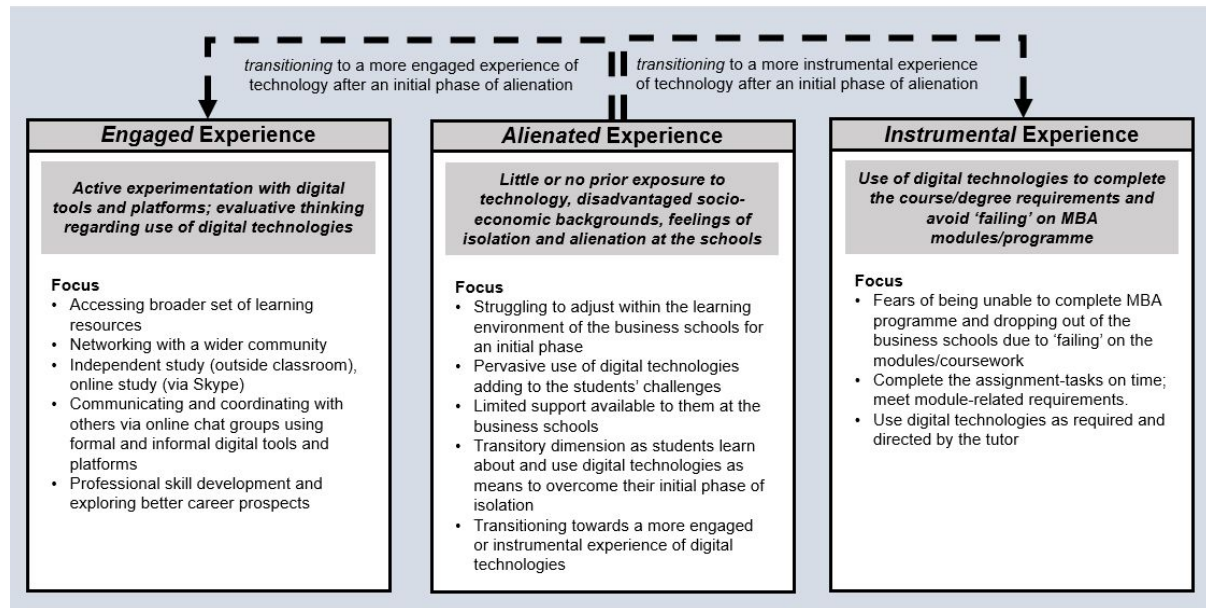 transitioning to a more engaged experience of
technology after an initial phase of alienation
transitioning to a more instrumental experience
of technology after an initial phase of alienation
Engaged Experience
Active experimentation with digital
tools and platforms; evaluative thinking
regarding use of digital technologies
Focus
• Accessing broader set of learning
resources
• Networking with a wider community
• Independent study (outside classroom),
online study (via Skype)
• Communicating and coordinating with
others via online chat groups using
formal and informal digital tools and
platforms
• Professional skill development and
exploring better career prospects
Alienated Experience
Little or no prior exposure to
technology, disadvantaged socio-
economic backgrounds, feelings of
isolation and alienation at the schools
Focus
• Struggling to adjust within the learning
environment of the business schools for
an initial phase
• Pervasive use of digital technologies
adding to the students’ challenges
• Limited support available to them at the
business schools
• Transitory dimension as students learn
about and use digital technologies as
means to overcome their initial phase of
isolation
• Transitioning towards a more engaged
or instrumental experience of digital
technologies
Instrumental Experience
Use of digital technologies to complete
the course/degree requirements and
avoid ‘failing’ on MBA
modules/programme
Focus
• Fears of being unable to complete MBA
programme and dropping out of the
business schools due to ‘failing’ on the
modules/coursework
• Complete the assignment-tasks on time;
meet module-related requirements.
• Use digital technologies as required and
directed by the tutor